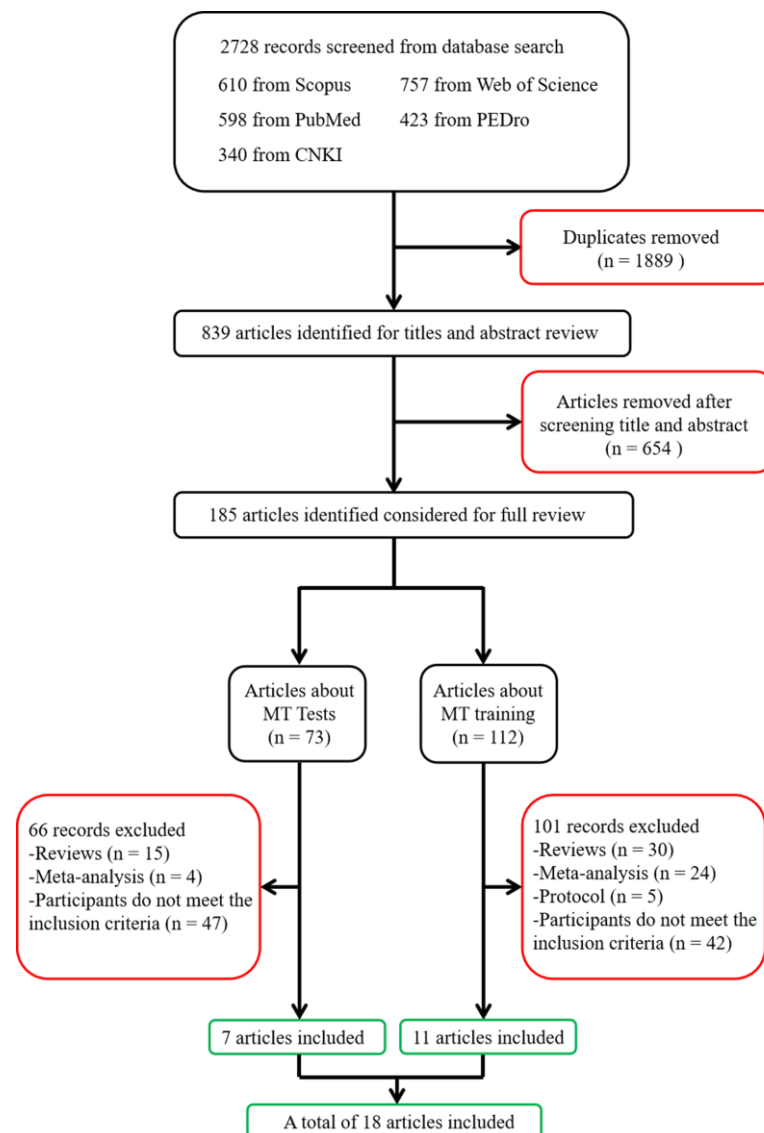 2728 records screened from database search
610 from Scopus 757 from Web of Science
598 from PubMed 423 from PEDro
340 from CNKI
Duplicates removed
(n = 1889 )
839 articles identified for titles and abstract review
Articles removed after
screening title and abstract
(n = 654 )
185 articles identified considered for full review
Articles about
MT Tests
(n = 73)
Articles about
MT training
(n = 112)
66 records excluded
-Reviews (n = 15)
-Meta-analysis (n = 4)
-Participants do not meet the
inclusion criteria (n = 47)
101 records excluded
-Reviews (n = 30)
-Meta-analysis (n = 24)
-Protocol (n = 5)
-Participants do not meet the
inclusion criteria (n = 42)
7 articles included
11 articles included
A total of 18 articles included